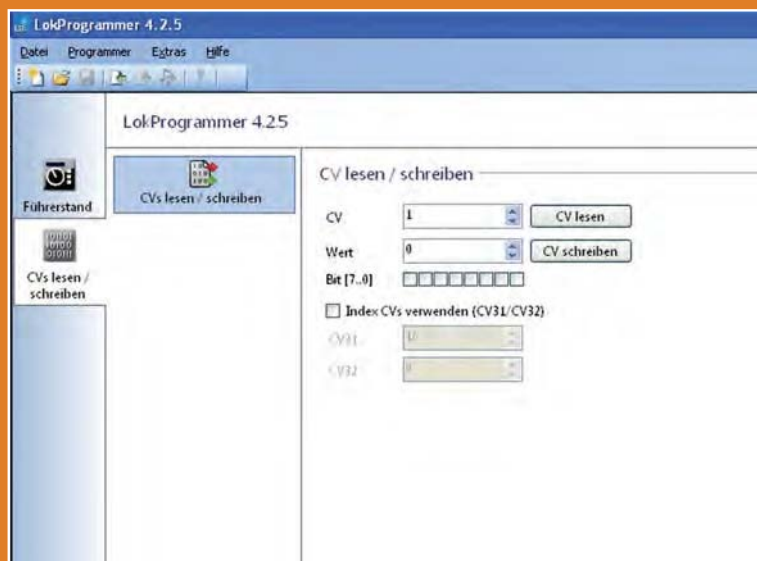 LokProgrammer 4.2.5
Datei Programmer Extras Hilfe
LokProgrammer 4.2.5
Führerstand
CVs lesen / schreiben
CVs lesen / schreiben
CV lesen / schreiben
CV 1 CV lesen
Wert 0 CV schreiben
Bit [7..0]
Index CVs verwenden (CV31/CV32)
CV31
CV32